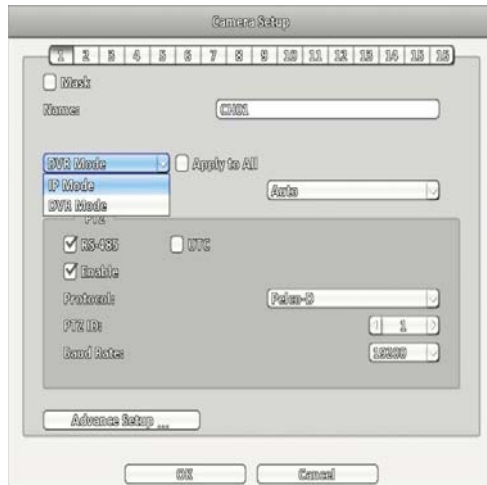 Camera Setup
1 2 3 4 5 6 7 8 9 10 11 12 13 14 15 16
Mask
Name: CH01
DVR Mode Apply to All
IP Mode Auto
DVR Mode
PTZ
RS-485 UTC
Enable
Protocol: Pelco-D
PTZ ID: 1
Baud Rate: 19200
Advance Setup ...
OK Cancel